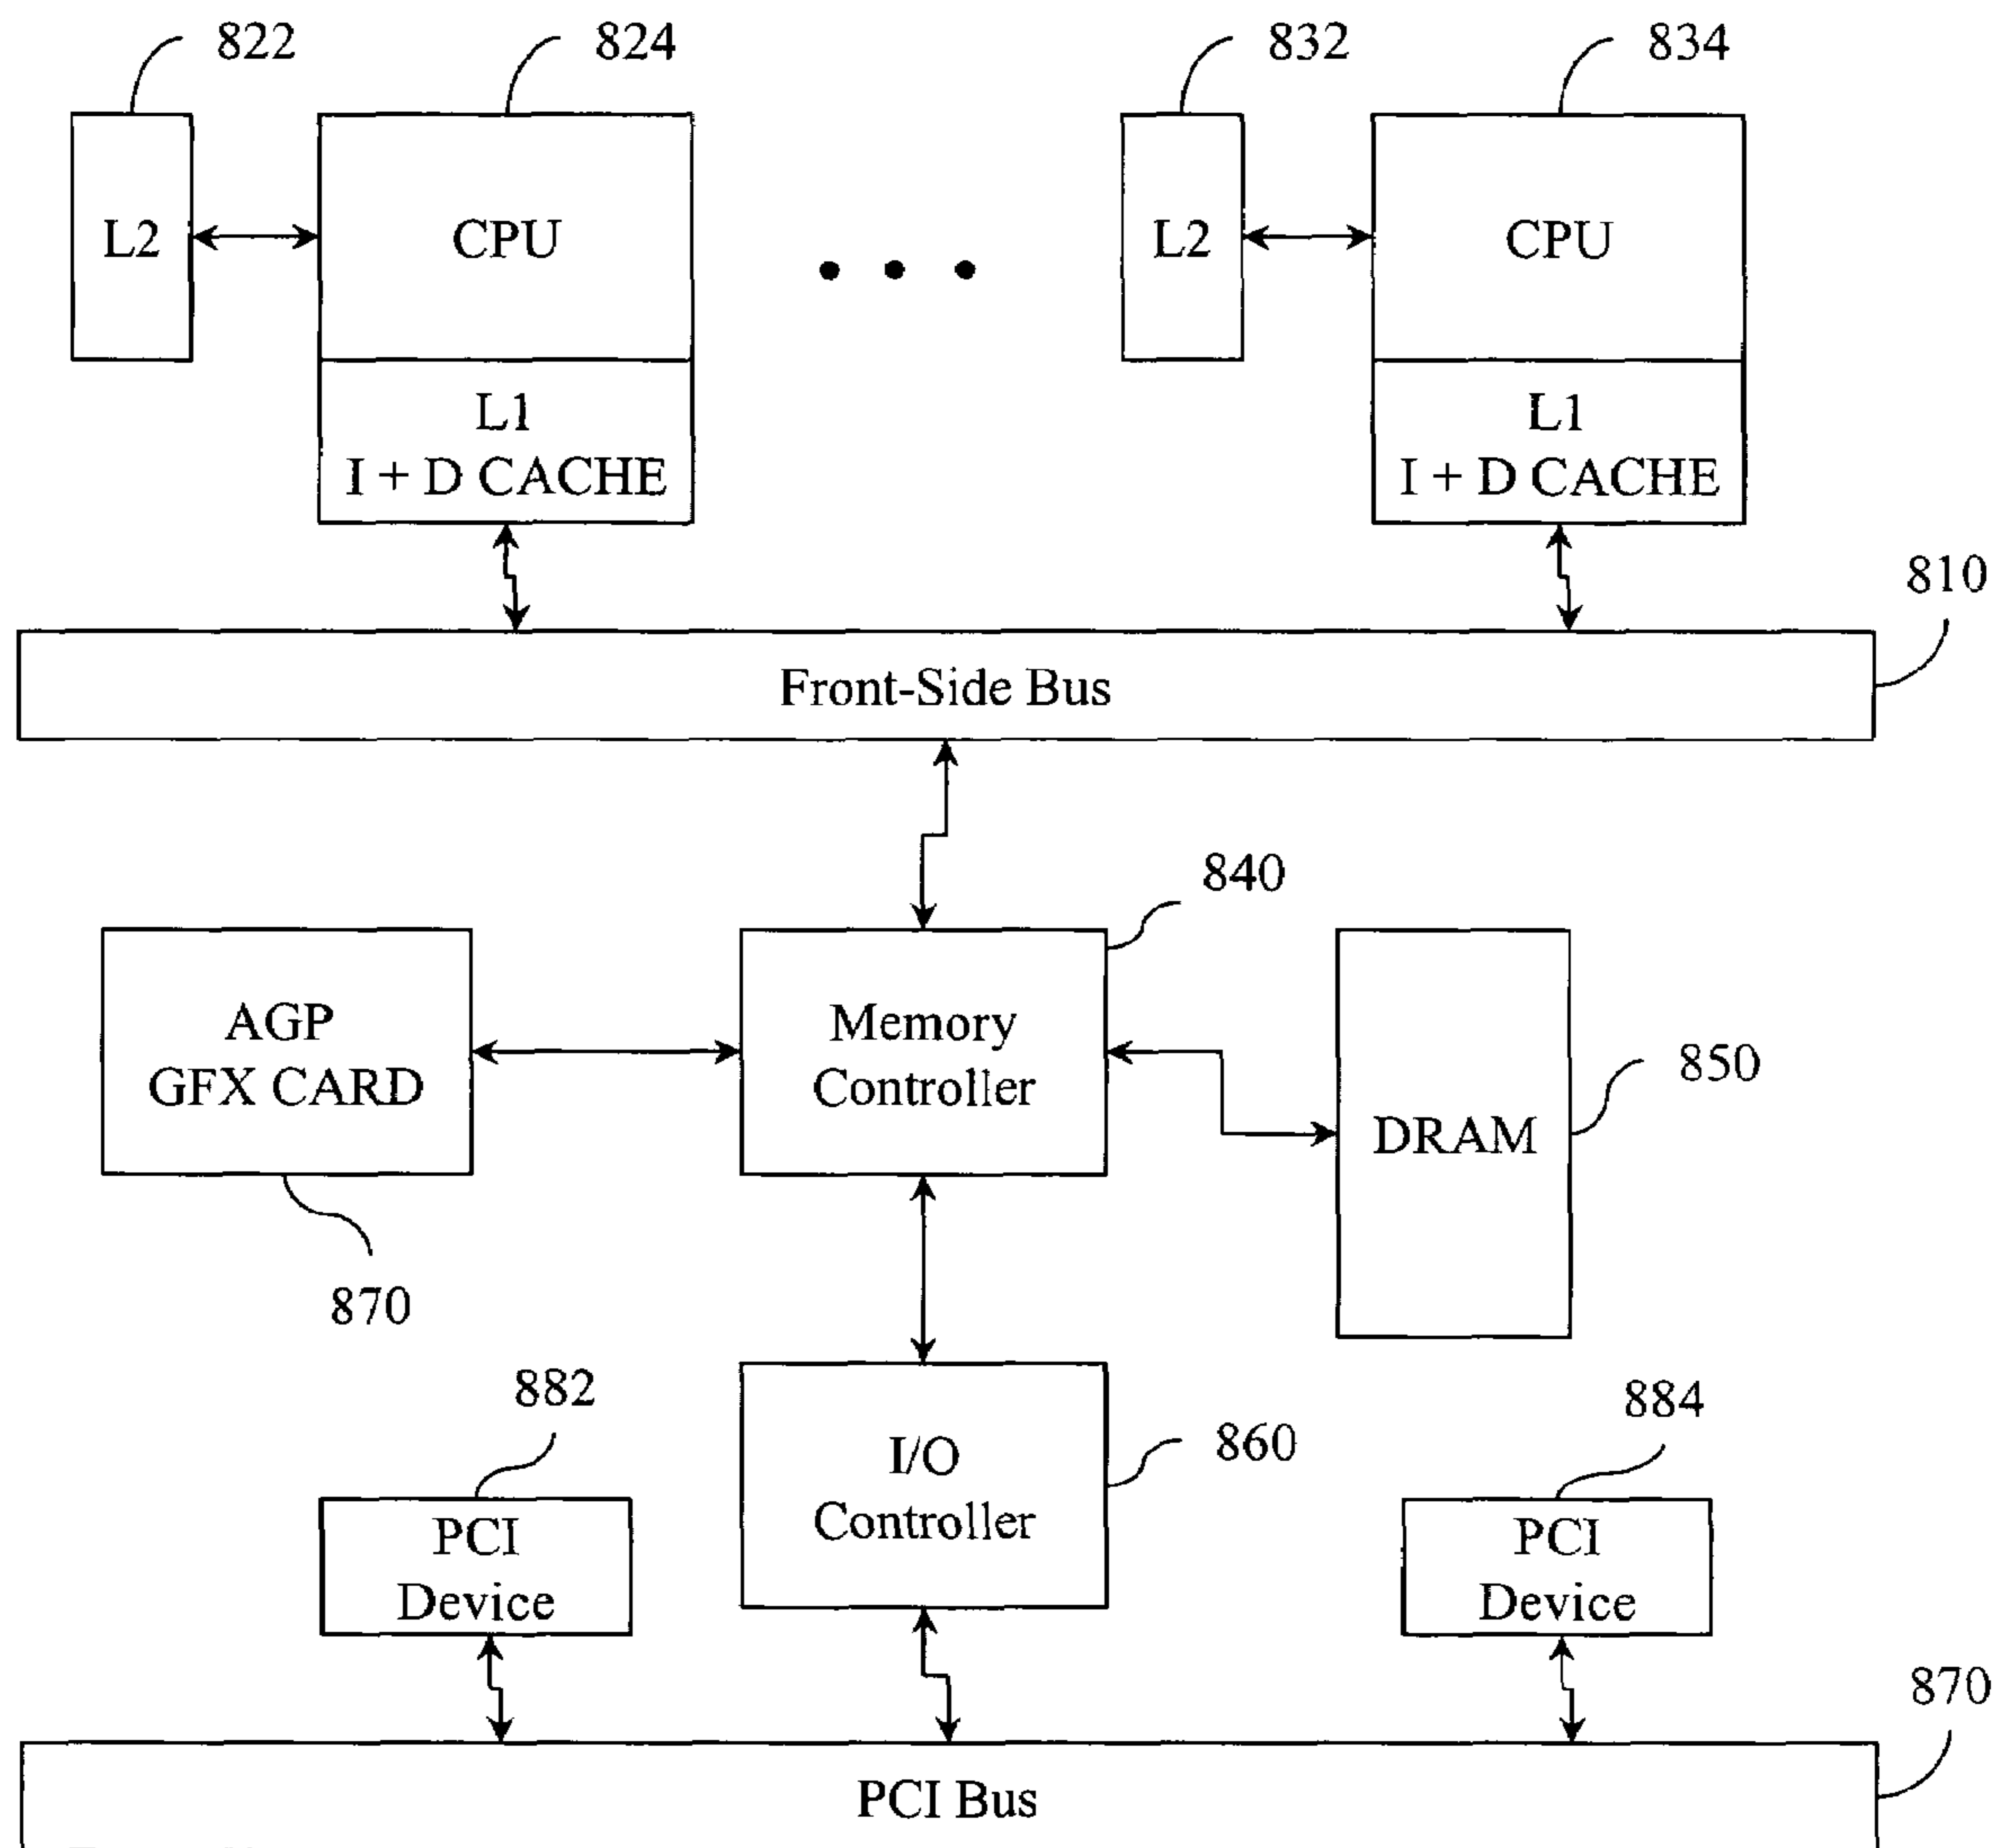 822
824
832
834
L2
CPU
L2
CPU
L1
I + D CACHE
L1
I + D CACHE
810
Front-Side Bus
840
AGP
GFX CARD
Memory
Controller
850
DRAM
870
882
884
I/O
Controller
860
PCI
Device
PCI
Device
870
PCI Bus